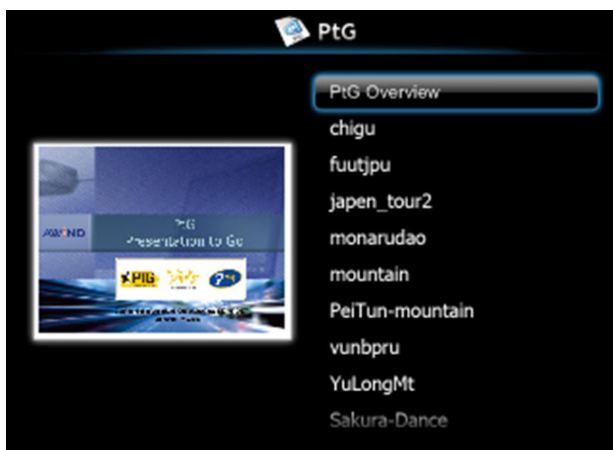 PtG
PtG Overview
chigu
fuutjpu
japen_tour2
monarudao
mountain
PeiTun-mountain
vunbpru
YuLongMt
Sakura-Dance
AWIND
PtG
Presentation to Go
PTG